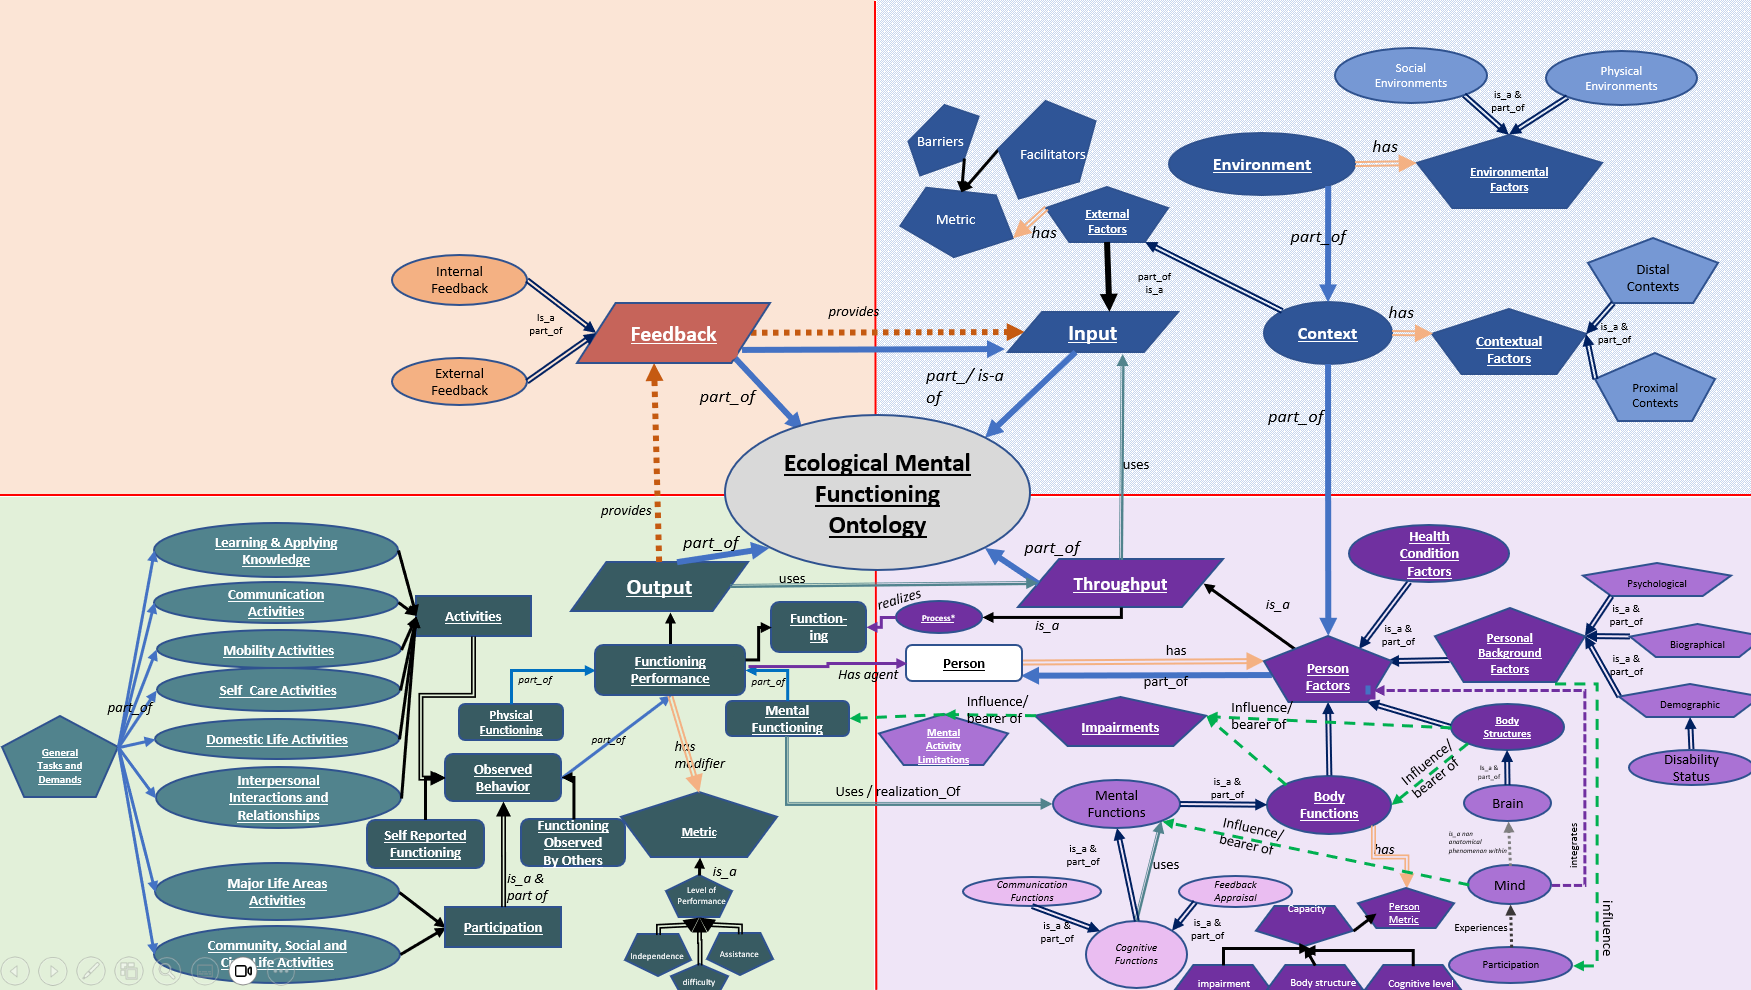 Social
Environments
Physical
Environments
is_a &
part_of
Barriers
Facilitators
Metric
External
Factors
has
Environment
has
Environmental
Factors
part_of
part_of
is_a
Distal
Contexts
Internal
Feedback
Is_a
part_of
External
Feedback
Feedback
provides
Input
Context
has
Contextual
Factors
is_a &
part_of
Proximal
Contexts
part_of
part_/ is-a
of
part_of
uses
Ecological Mental
Functioning
Ontology
provides
part_of
part_of
Output
uses
Throughput
Learning & Applying
Knowledge
Communication
Activities
Mobility Activities
Self  Care Activities
Domestic Life Activities
Interpersonal
Interactions and
Relationships
Major Life Areas
Activities
Community, Social and
Life Activities
part_of
General
Tasks and
Demands
Activities
Function-
ing
realizes
Process*
is_a
Functioning
Performance
Has agent
Person
has
part_of
part_of
part_of
Physical
Functioning
Mental
Functioning
part_of
has
modifier
Observed
Behavior
Self Reported
Functioning
Functioning
Observed
By Others
Metric
is_a
Level of
Performance
Independence
Assistance
difficulty
is_a &
part of
Participation
Uses / realization_Of
Health
Condition
Factors
is_a
is_a &
part_of
Person
Factors
Personal
Background
Factors
Psychological
is_a &
part_of
Biographical
is_a &
part_of
Demographic
Disability
Status
Influence/
bearer of
Mental
Activity
Limitations
Impairments
Influence/
bearer of
Body
Structures
Influence/
bearer of
Is_a &
part_of
Brain
is_a non
anatomical
phenomenon within
Mind
integrates
influence
Experiences
Participation
Mental
Functions
is_a &
part_of
Body
Functions
Influence/
bearer of
has
is_a &
part_of
uses
Communication
Functions
Feedback
Appraisal
is_a &
part_of
is_a &
part_of
Cognitive
Functions
Capacity
Person
Metric
impairment
Body structure
Cognitive level